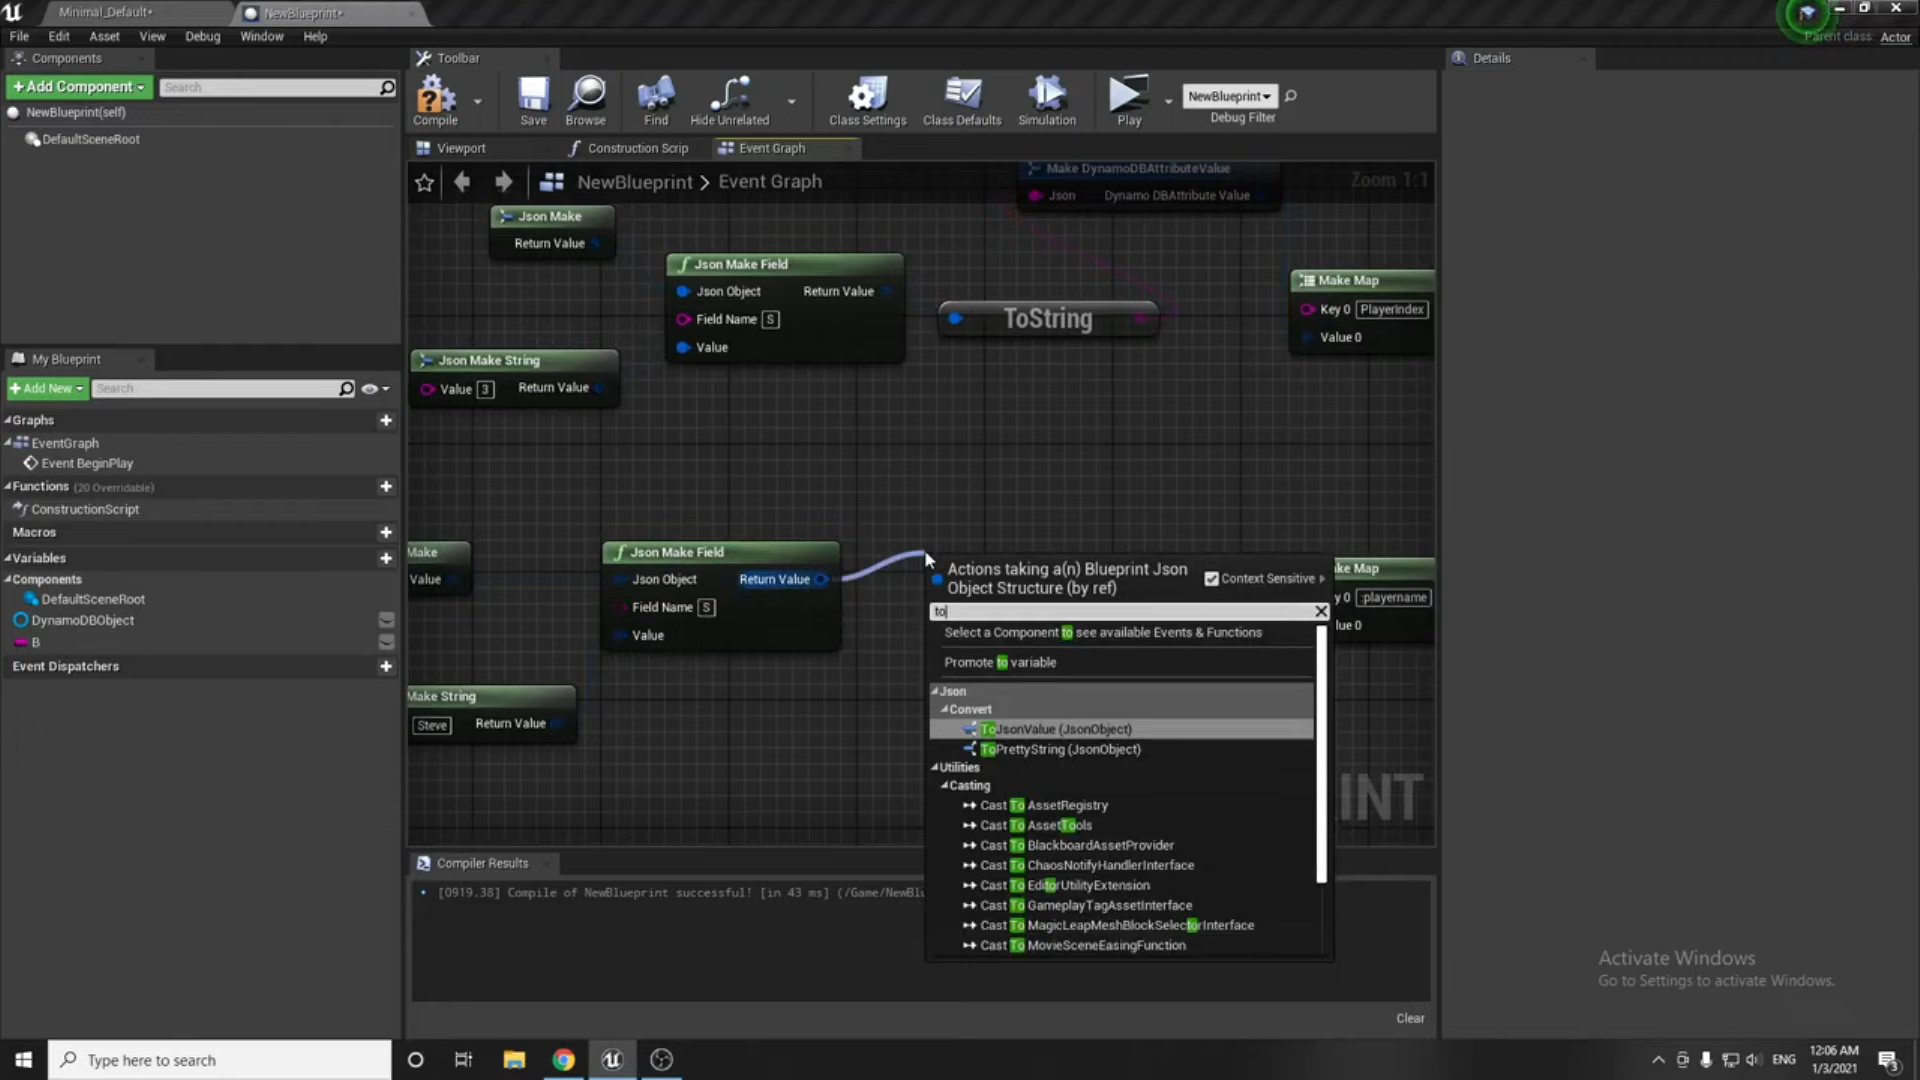 Minimal_Default*
NewBlueprint*
File Edit Asset View Debug Window Help
Parent class: Actor
Components
Toolbar
Details
+Add Component
Search
NewBlueprint(self)
DefaultSceneRoot
Compile
Save
Browse
Find
Hide Unrelated
Class Settings
Class Defaults
Simulation
Play
NewBlueprint
Debug Filter
Viewport
Construction Scrip
Event Graph
NewBlueprint > Event Graph
Zoom 1:1
Make DynamoDBAttributeValue
Json
Dynamo DBAttribute Value
Json Make
Return Value
Json Make Field
Json Object
Return Value
Field Name S
Value
ToString
Make Map
Key 0 PlayerIndex
Value 0
Json Make String
Value 3
Return Value
My Blueprint
+Add New
Search
Graphs
EventGraph
Event BeginPlay
Functions (20 Overridable)
ConstructionScript
Macros
Variables
Components
DefaultSceneRoot
DynamoDBObject
B
Event Dispatchers
Make
Value
Json Make Field
Json Object
Return Value
Field Name S
Value
Make String
Steve
Return Value
ke Map
y 0 :playername
lue 0
Actions taking a(n) Blueprint Json
Object Structure (by ref)
Context Sensitive
to
Select a Component to see available Events & Functions
Promote to variable
Json
Convert
ToJsonValue (JsonObject)
ToPrettyString (JsonObject)
Utilities
Casting
Cast To AssetRegistry
Cast To AssetTools
Cast To BlackboardAssetProvider
Cast To ChaosNotifyHandlerInterface
Cast To EditorUtilityExtension
Cast To GameplayTagAssetInterface
Cast To MagicLeapMeshBlockSelectorInterface
Cast To MovieSceneEasingFunction
INT
Compiler Results
[0919.38] Compile of NewBlueprint successful! [in 43 ms] (/Game/NewBlu
Clear
Activate Windows
Go to Settings to activate Windows.
Type here to search
ENG
12:06 AM
1/3/2021
3